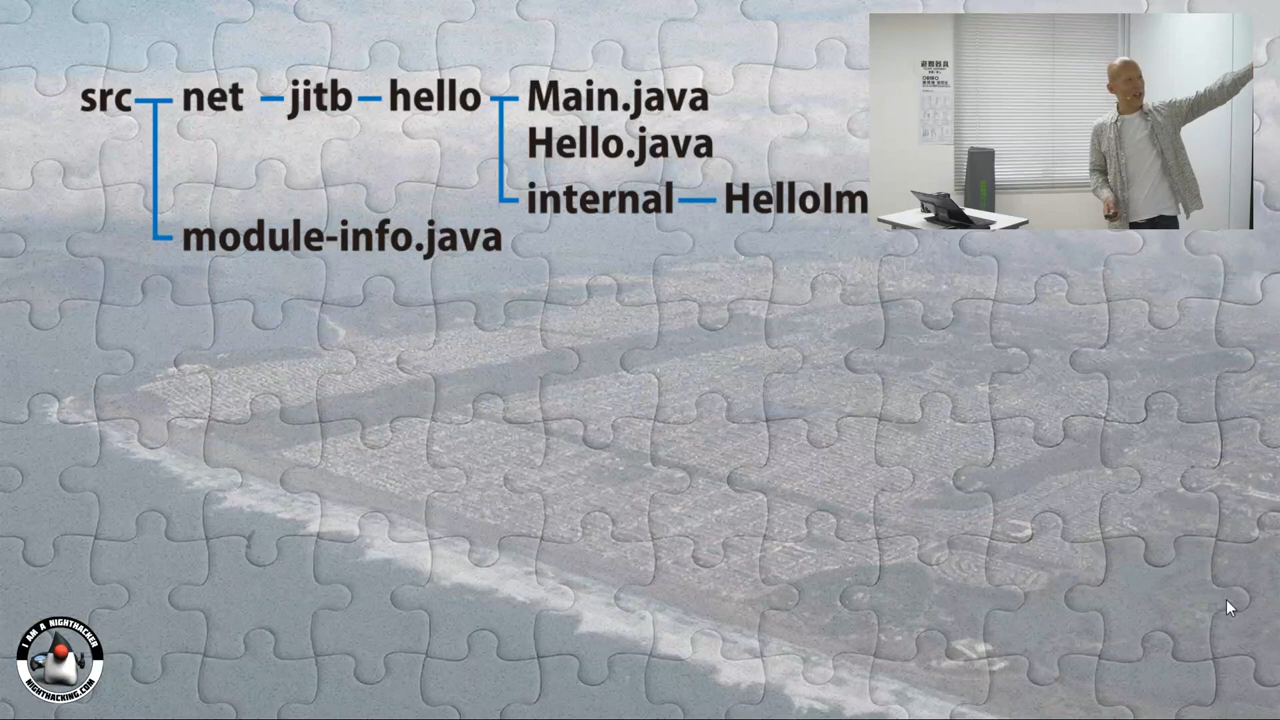 src net jitb hello Main.java
Hello.java
internal HelloIm
module-info.java
I AM A NIGHTHACKER
NIGHTHACKING.COM